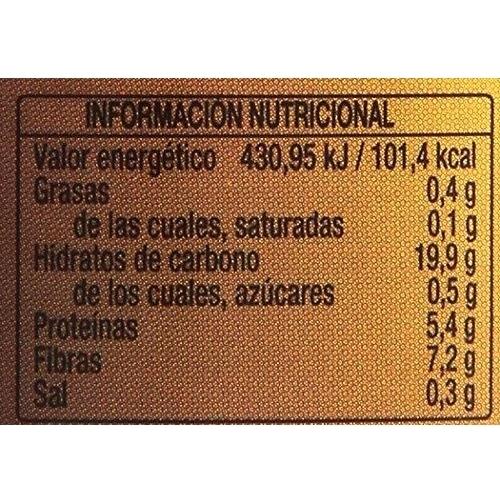 INFORMACIÓN NUTRICIONAL
Valor energético 430,95 kJ / 101,4 kcal
Grasas 0,4 g
de las cuales, saturadas 0,1 g
Hidratos de carbono 19,9 g
de los cuales, azúcares 0,5 g
Proteínas 5,4 g
Fibras 7,2 g
Sal 0,3 g